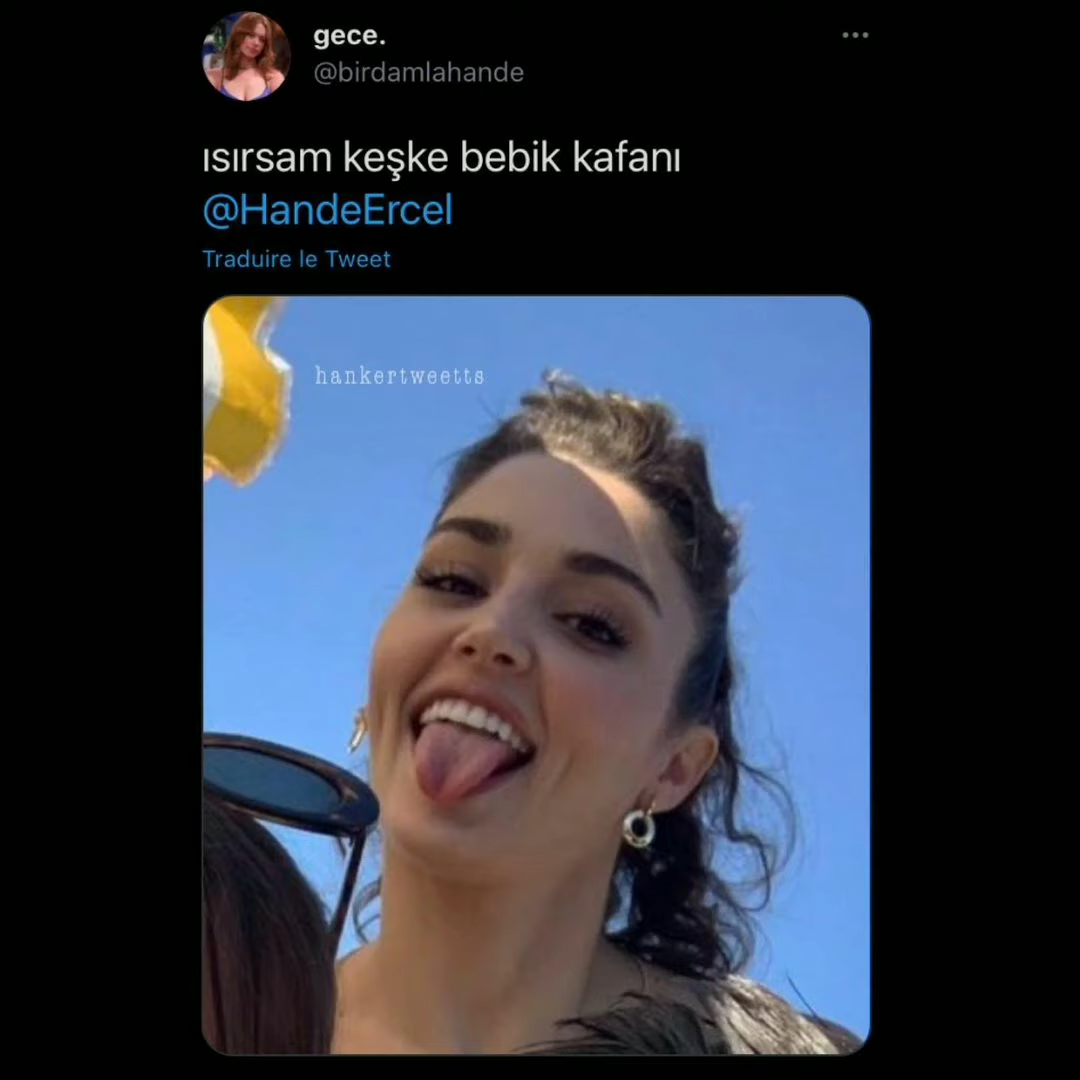 gece.
@birdamlahande
ısırsam keşke bebik kafanı
@HandeErcel
Traduire le Tweet
hankertweetts